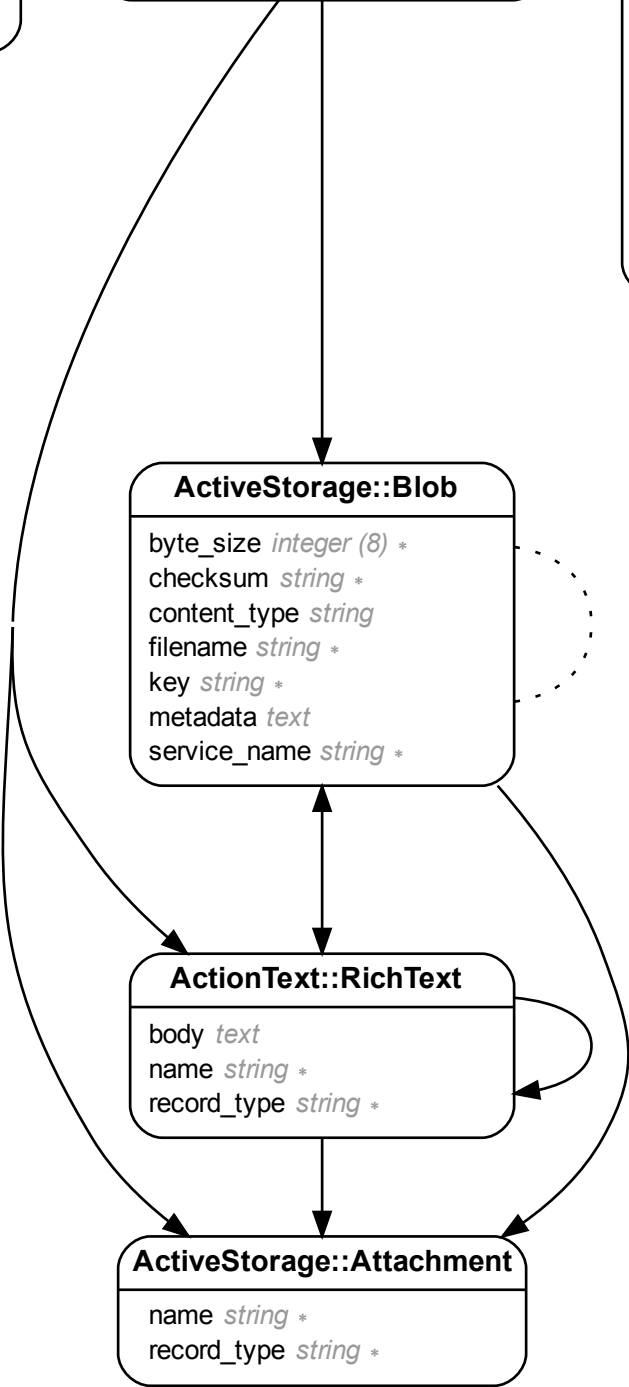 ActiveStorage::Blob
byte_size integer (8) ∗
checksum string ∗
content_type string
filename string ∗
key string ∗
metadata text
service_name string ∗
ActionText::RichText
body text
name string ∗
record_type string ∗
ActiveStorage::Attachment
name string ∗
record_type string ∗